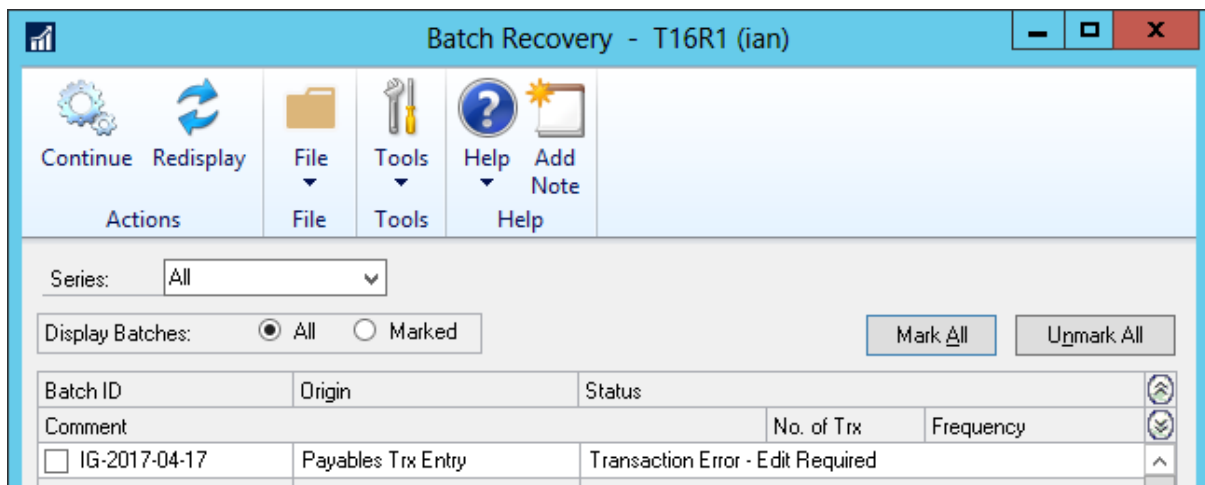 Batch Recovery - T16R1 (ian)
Continue Redisplay File Tools Help Add Note
Actions File Tools Help
Series: All
Display Batches: All Marked Mark All Unmark All
Batch ID Origin Status
Comment No. of Trx Frequency
IG-2017-04-17 Payables Trx Entry Transaction Error - Edit Required